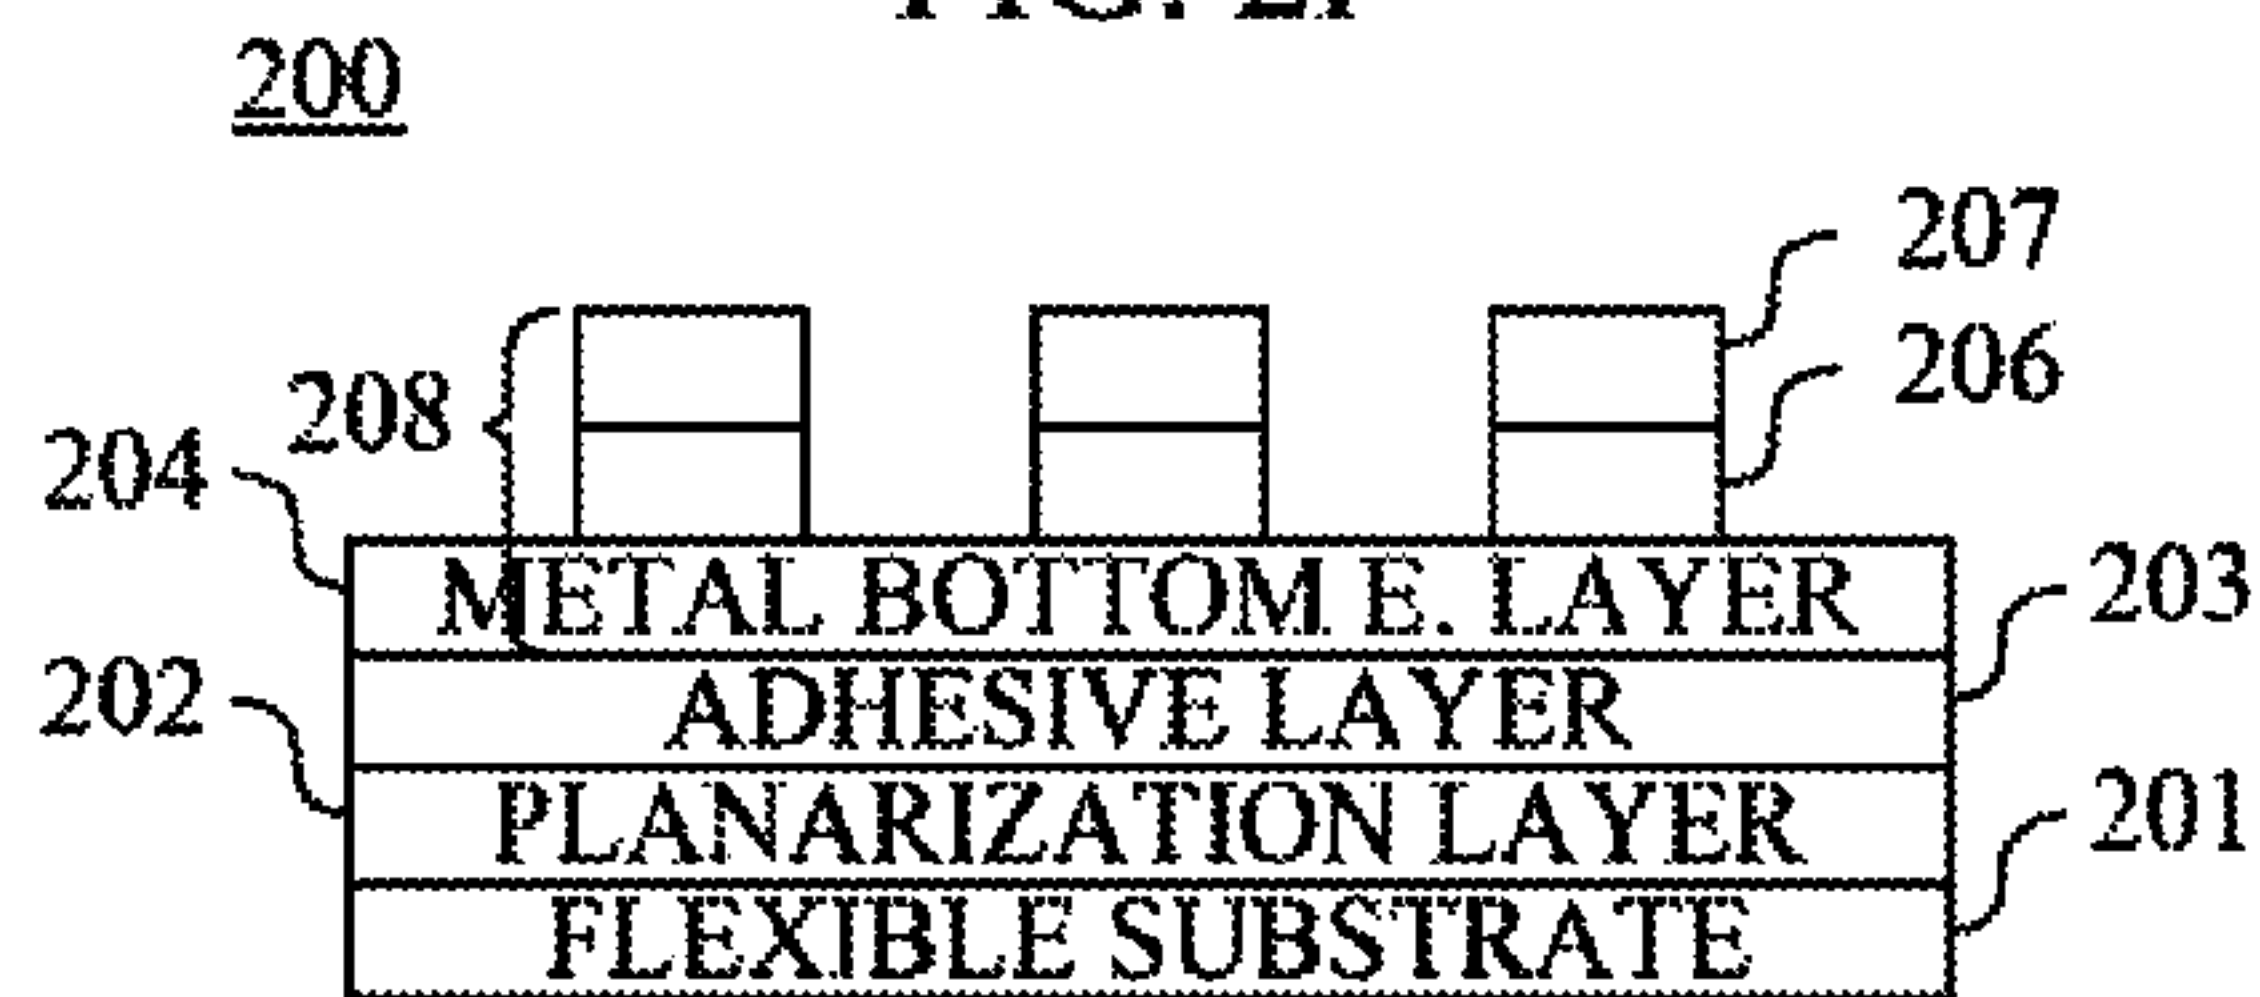 200
207
206
208
204
METAL BOTTOM E. LAYER
203
ADHESIVE LAYER
202
PLANARIZATION LAYER
201
FLEXIBLE SUBSTRATE